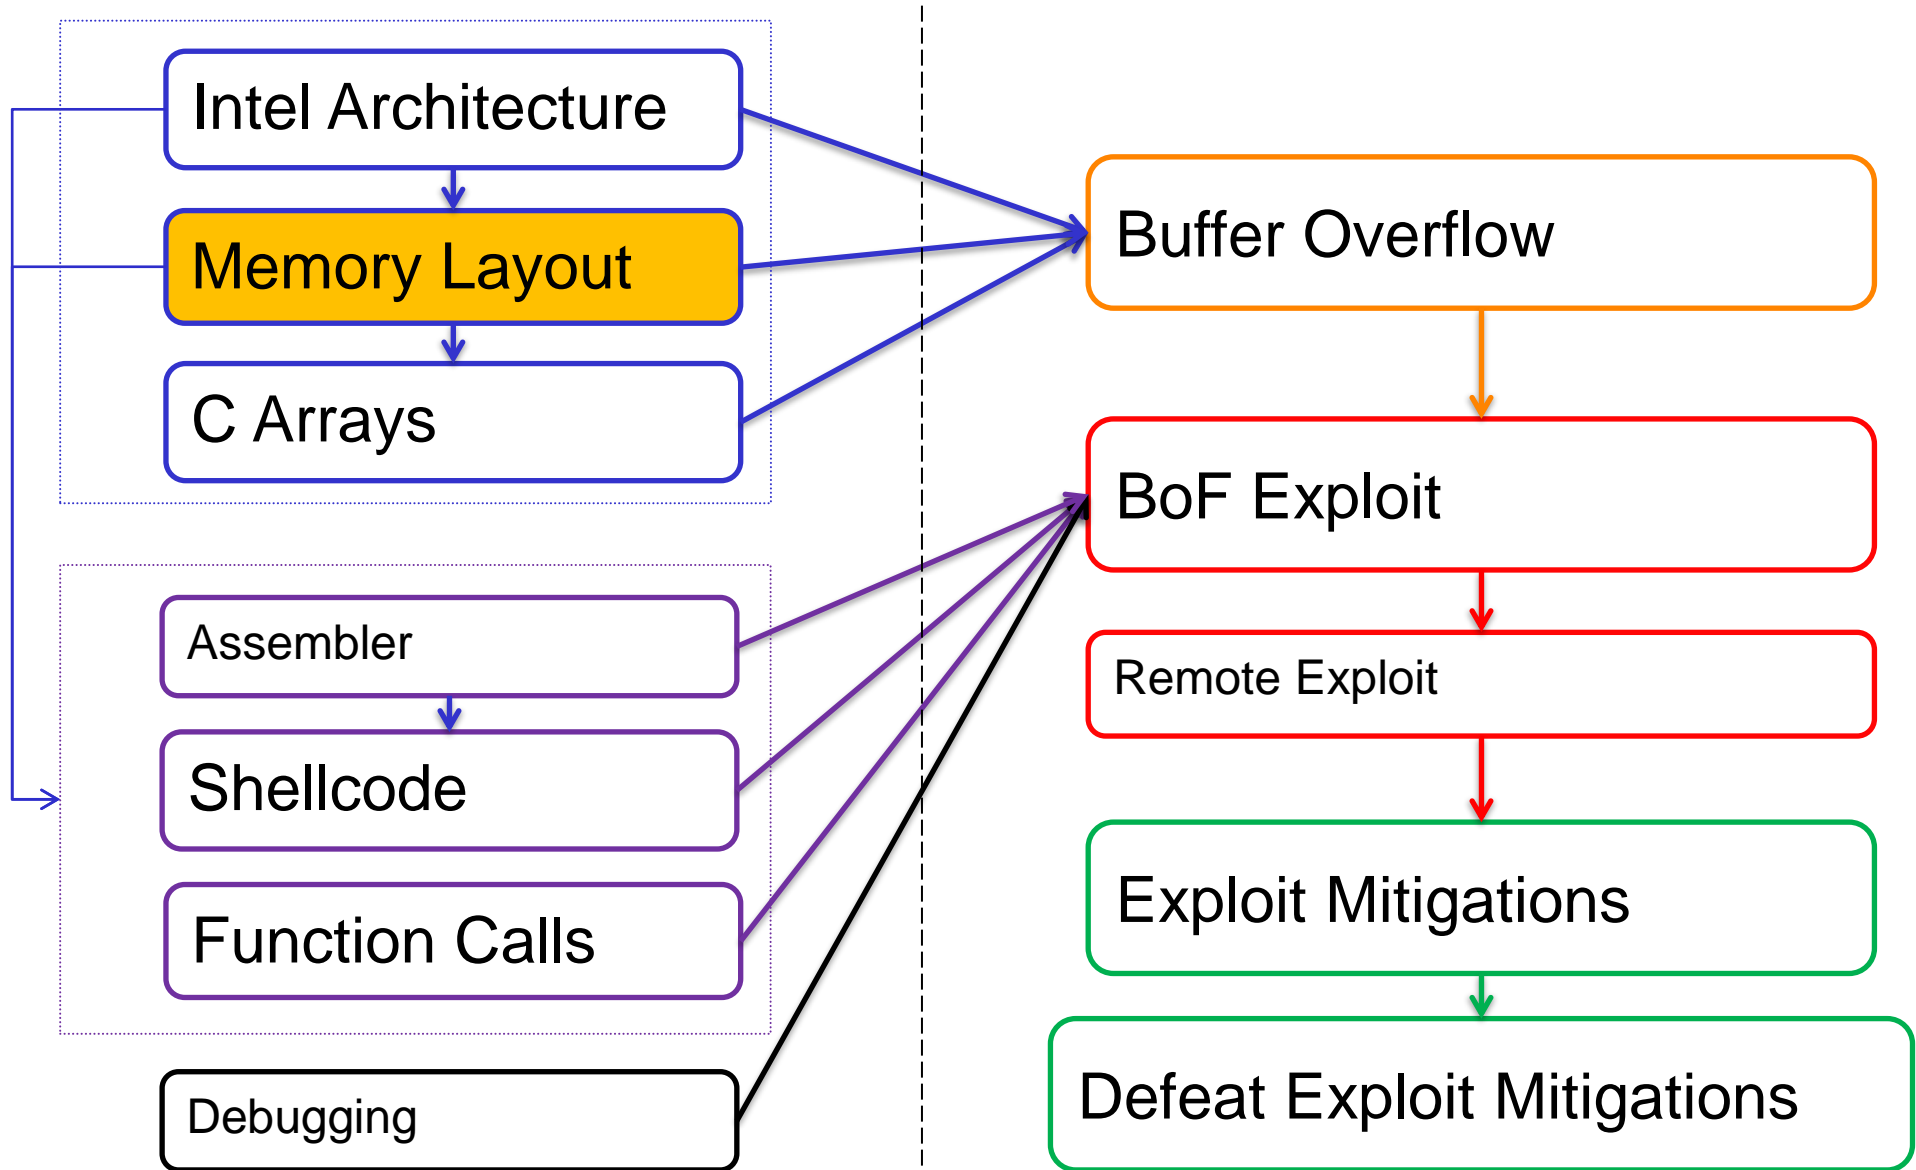 Intel Architecture
Memory Layout
C Arrays
Assembler
Shellcode
Function Calls
Debugging
Buffer Overflow
BoF Exploit
Remote Exploit
Exploit Mitigations
Defeat Exploit Mitigations